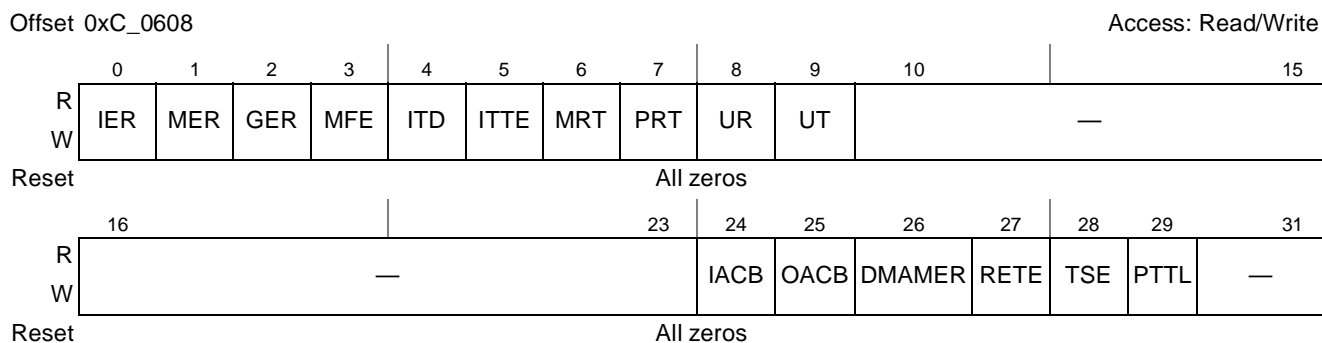 Offset 0xC_0608 Access: Read/Write
0 1 2 3 4 5 6 7 8 9 10 15
R
W
IER MER GER MFE ITD ITTE MRT PRT UR UT —
Reset All zeros
16 23 24 25 26 27 28 29 31
R
W
— IACB OACB DMAMER RETE TSE PTTL —
Reset All zeros